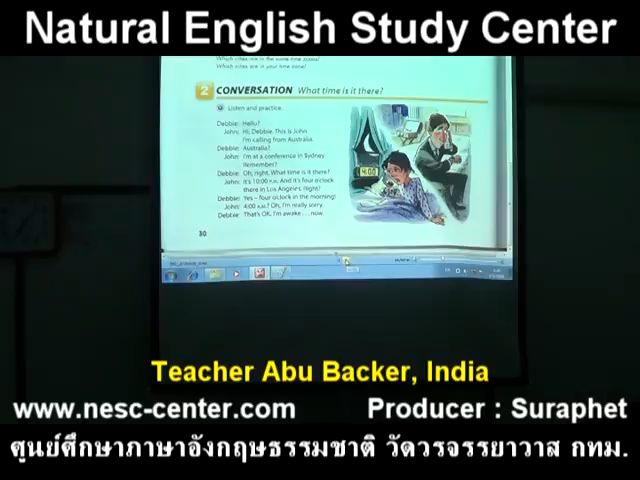 Natural English Study Center
Which cities are in the same time zone?
Which cities are in your time zone?
2 CONVERSATION What time is it there?
Listen and practice.
Debbie: Hello?
John: Hi, Debbie. This is John.
I'm calling from Australia.
Debbie: Australia?
John: I'm at a conference in Sydney.
Remember?
Debbie: Oh, right. What time is it there?
John: It's 10:00 P.M. And it's four o'clock
there in Los Angeles. Right?
Debbie: Yes – four o'clock in the morning!
John: 4:00 A.M.? Oh, I'm really sorry.
Debbie: That's OK. I'm awake . . . now.
4:00
30
Teacher Abu Backer, India
www.nesc-center.com Producer : Suraphet
ศูนย์ศึกษาภาษาอังกฤษธรรมชาติ วัดวรจรรยาวาส กทม.